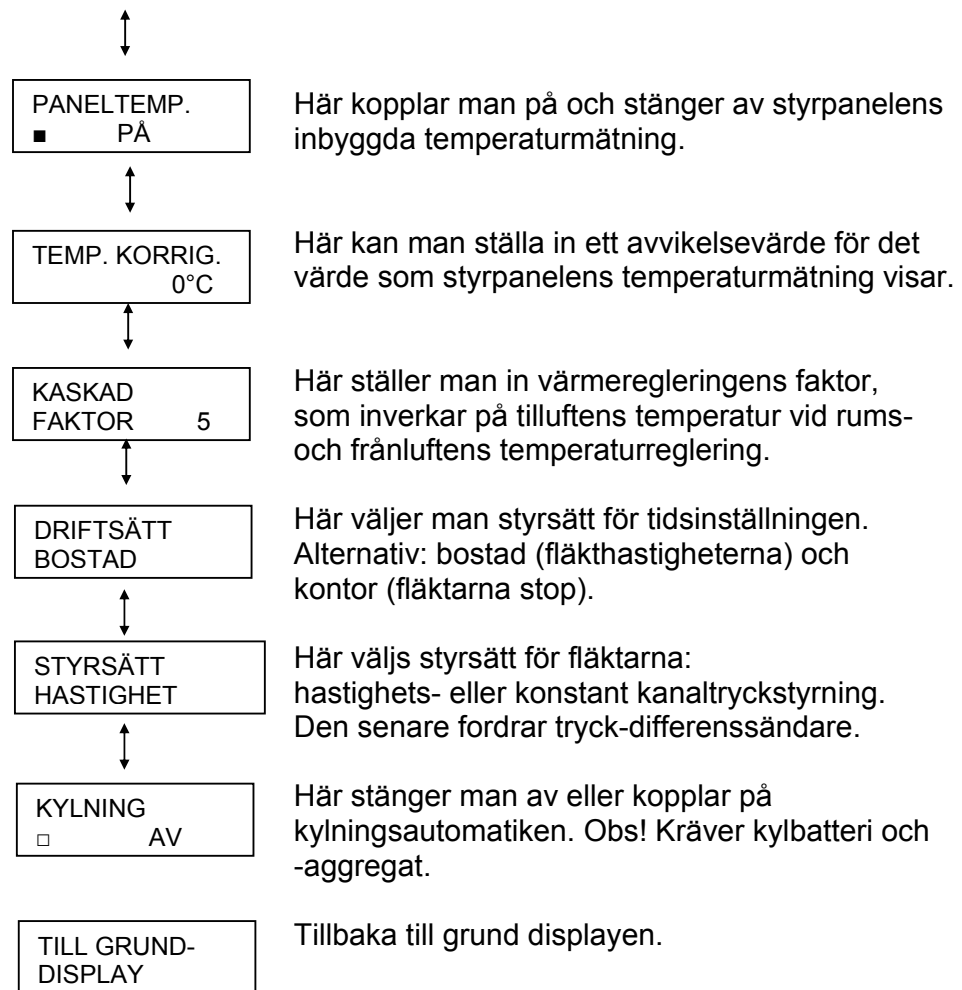 PANELTEMP.
■ PÅ
Här kopplar man på och stänger av styrpanelens
inbyggda temperaturmätning.
TEMP. KORRIG.
0°C
Här kan man ställa in ett avvikelsevärde för det
värde som styrpanelens temperaturmätning visar.
KASKAD
FAKTOR 5
Här ställer man in värmeregleringens faktor,
som inverkar på tilluftens temperatur vid rums-
och frånluftens temperaturreglering.
DRIFTSÄTT
BOSTAD
Här väljer man styrsätt för tidsinställningen.
Alternativ: bostad (fläkthastigheterna) och
kontor (fläktarna stop).
STYRSÄTT
HASTIGHET
Här väljs styrsätt för fläktarna:
hastighets- eller konstant kanaltryckstyrning.
Den senare fordrar tryck-differenssändare.
KYLNING
□ AV
Här stänger man av eller kopplar på
kylningsautomatiken. Obs! Kräver kylbatteri och
-aggregat.
TILL GRUND-
DISPLAY
Tillbaka till grund displayen.